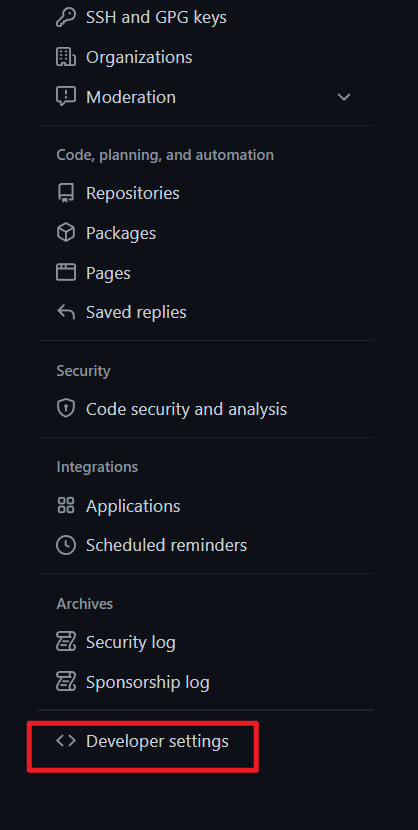 SSH and GPG keys
Organizations
Moderation
Code, planning, and automation
Repositories
Packages
Pages
Saved replies
Security
Code security and analysis
Integrations
Applications
Scheduled reminders
Archives
Security log
Sponsorship log
Developer settings